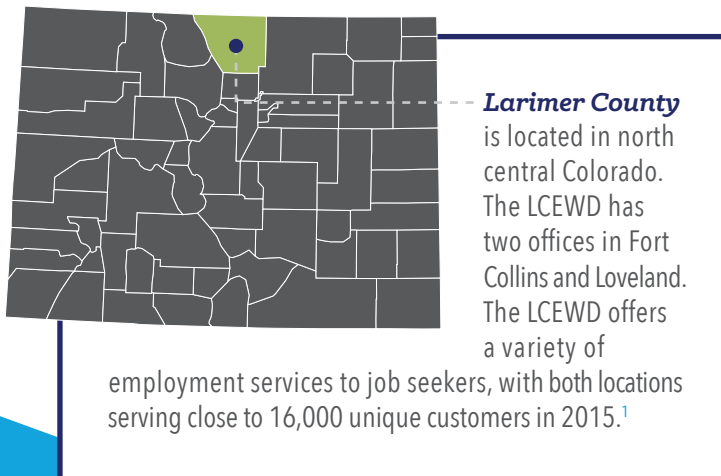 Larimer County
is located in north
central Colorado.
The LCEWD has
two offices in Fort
Collins and Loveland.
The LCEWD offers
a variety of
employment services to job seekers, with both locations
serving close to 16,000 unique customers in 2015.1